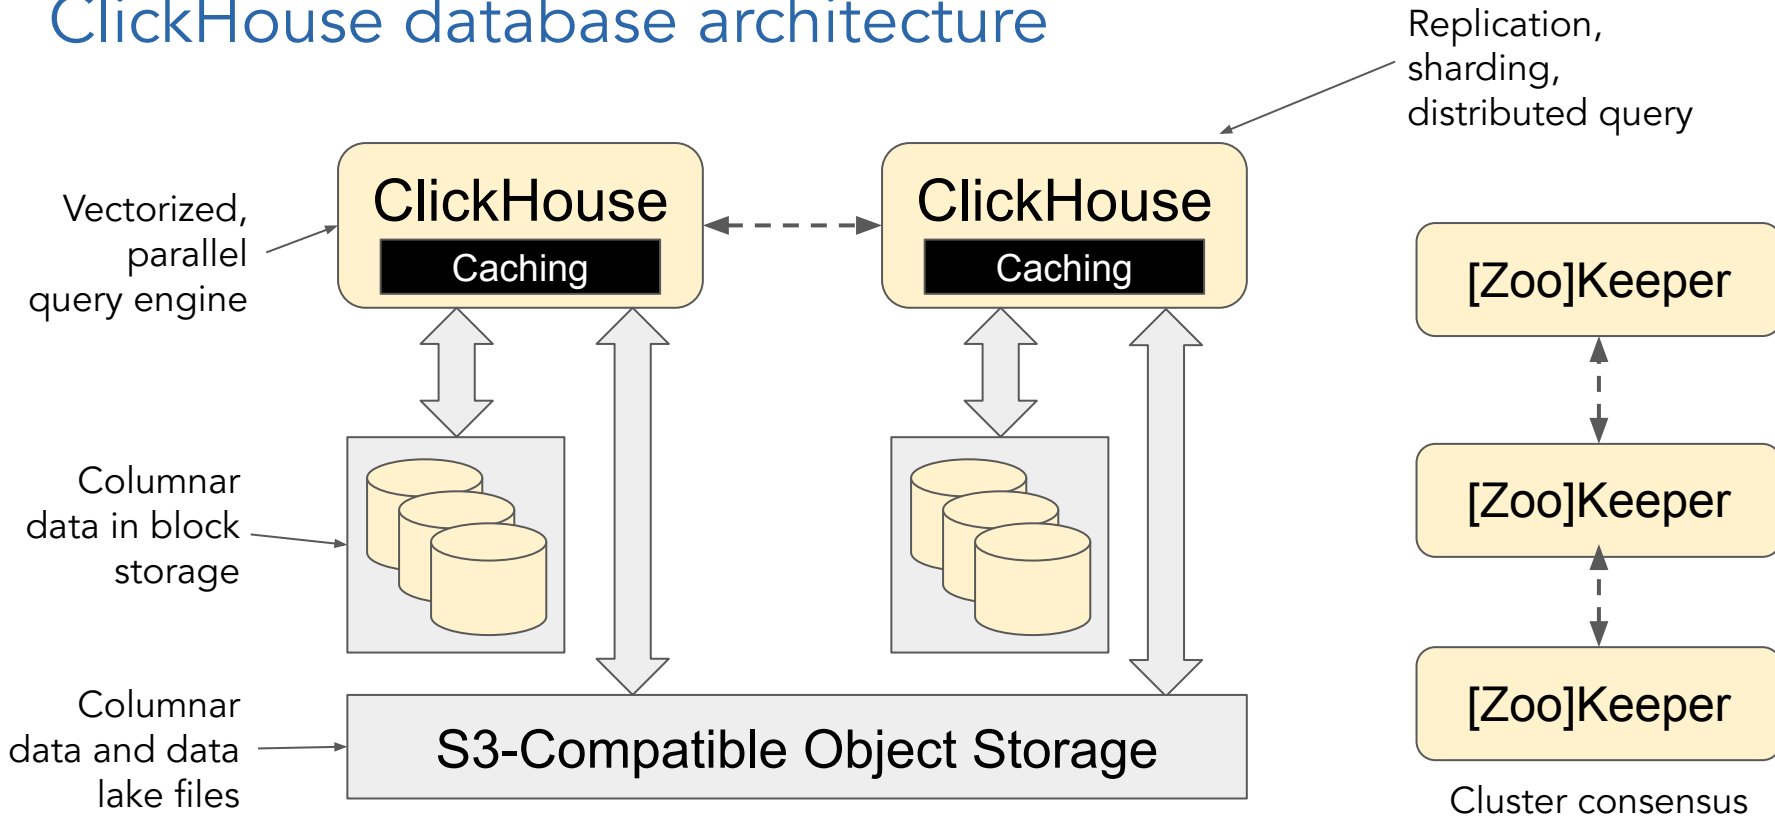 ClickHouse database architecture
Replication,
sharding,
distributed query
Vectorized,
parallel
query engine
ClickHouse
Caching
ClickHouse
Caching
[Zoo]Keeper
[Zoo]Keeper
[Zoo]Keeper
Cluster consensus
Columnar
data in block
storage
Columnar
data and data
lake files
S3-Compatible Object Storage